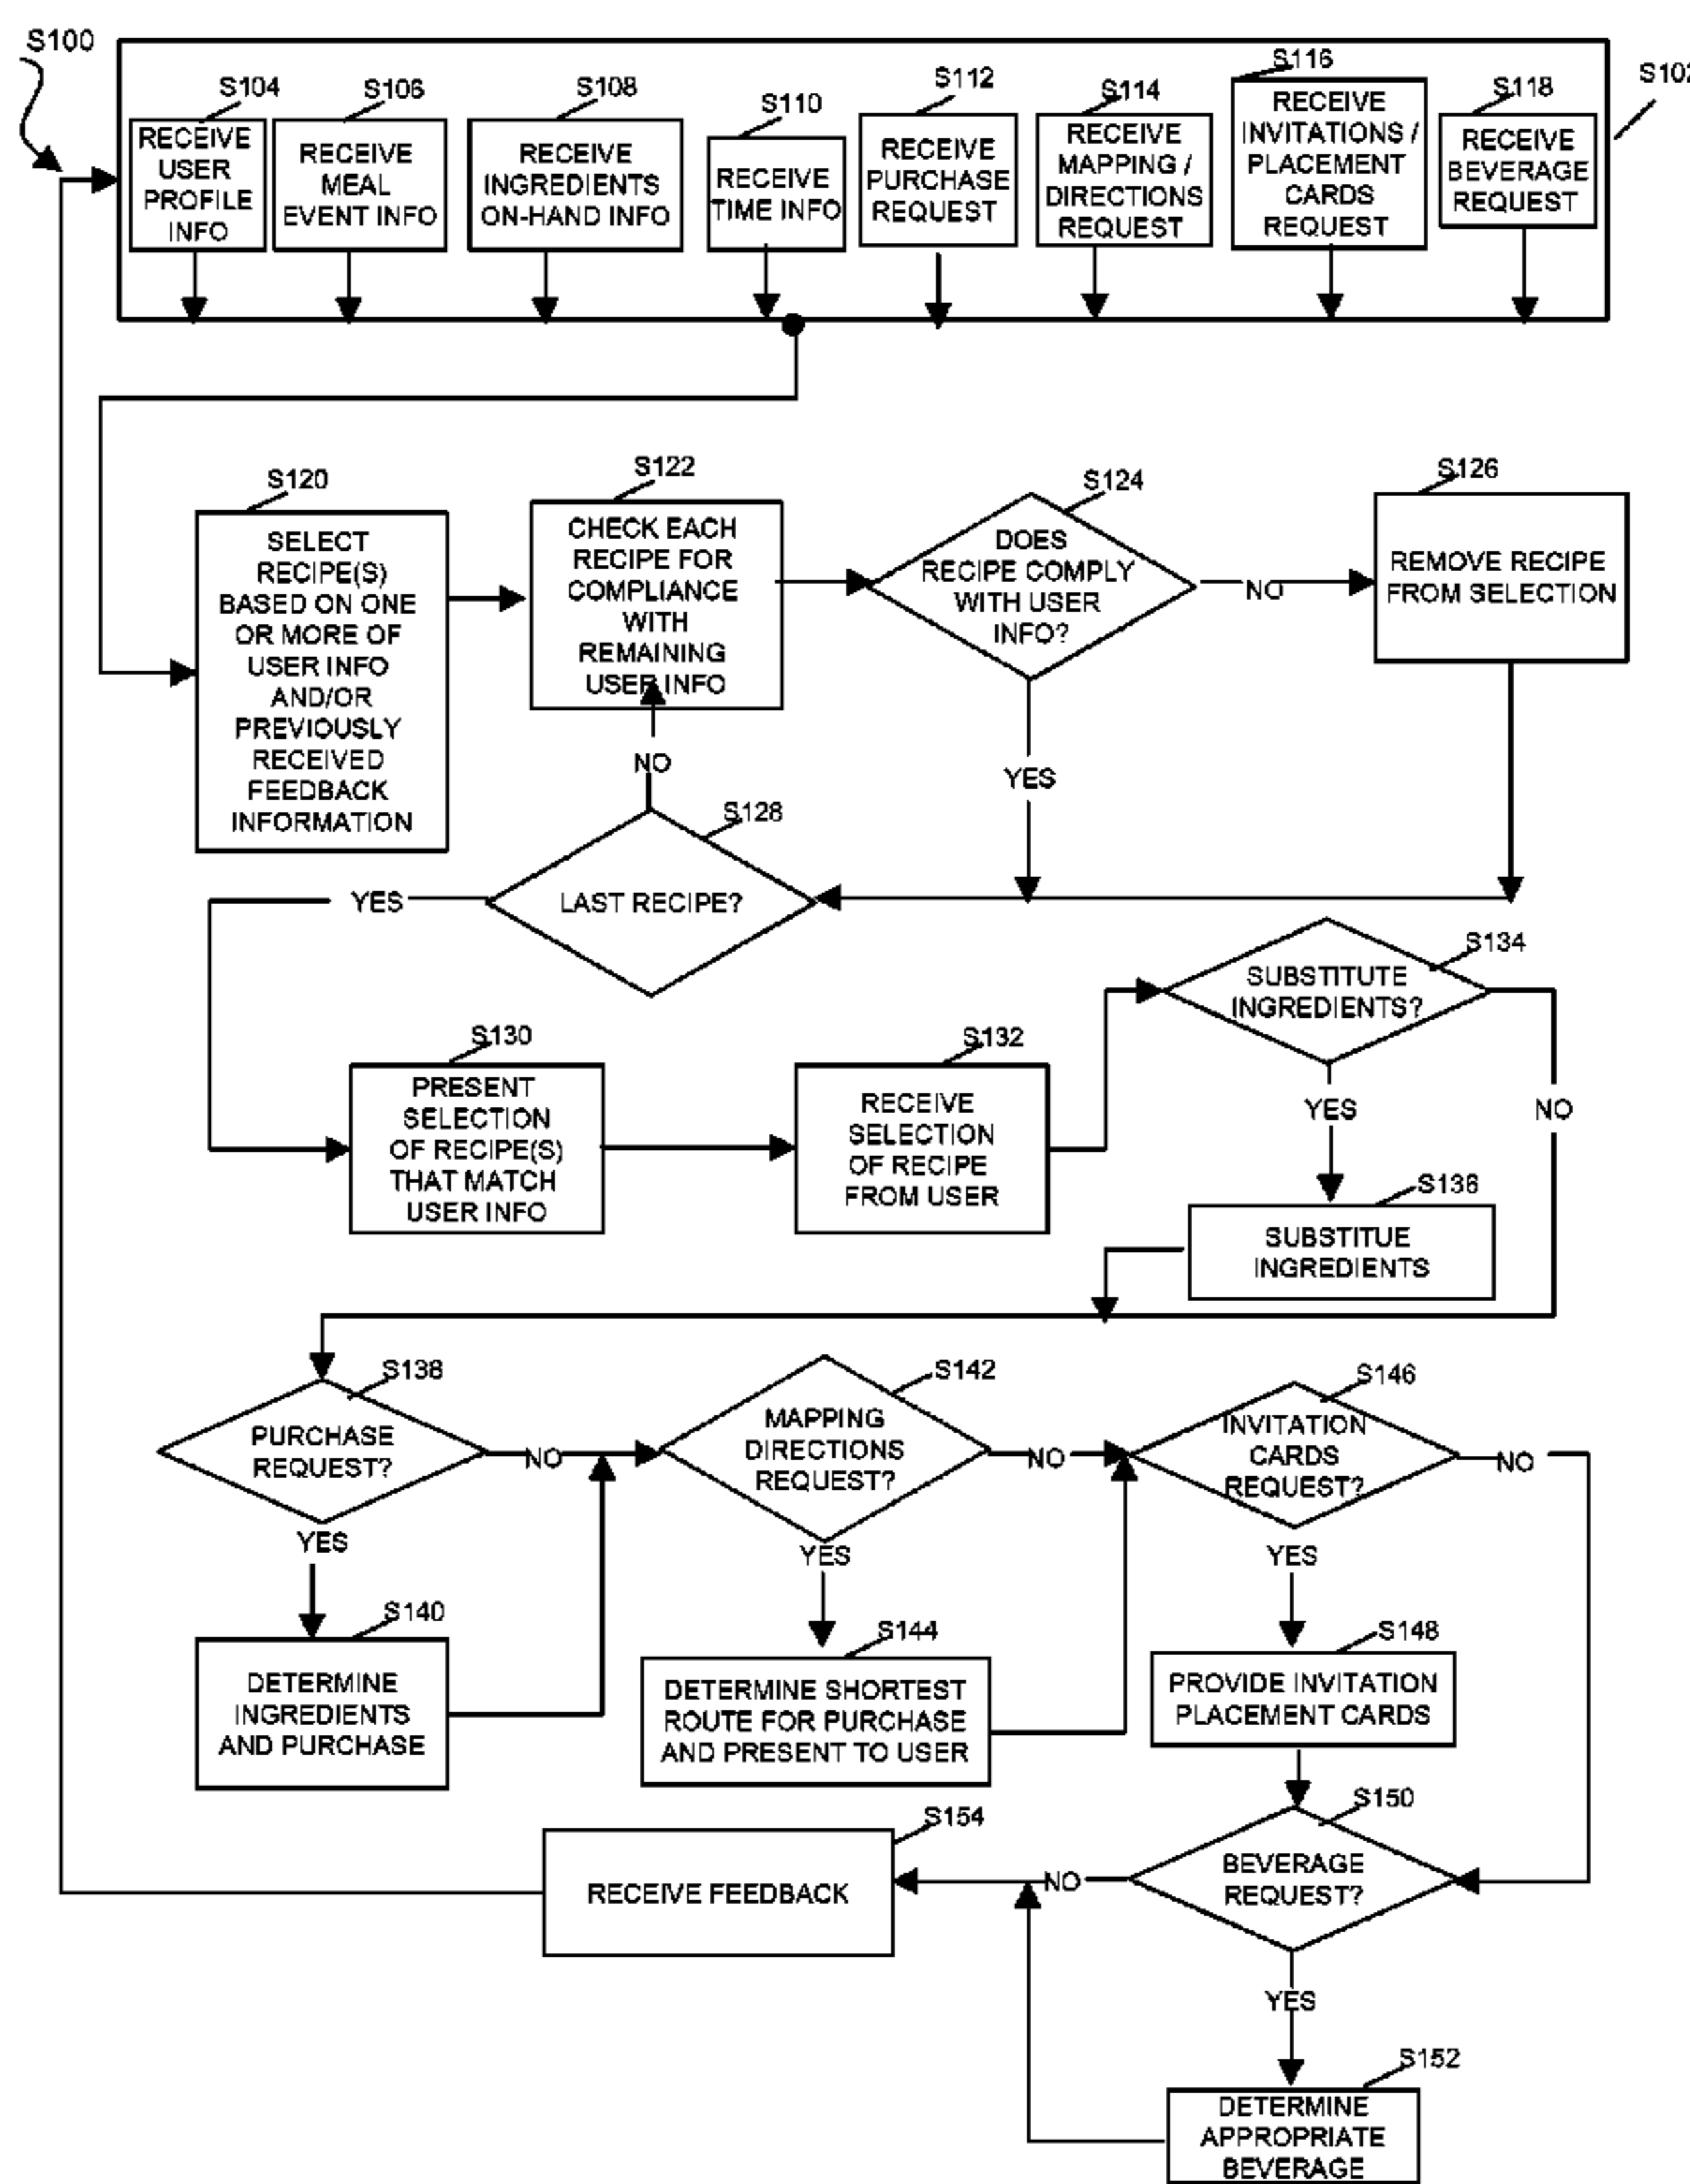 S100
S102
S104
RECEIVE
USER
PROFILE
INFO
S106
RECEIVE
MEAL
EVENT INFO
S108
RECEIVE
INGREDIENTS
ON-HAND INFO
S110
RECEIVE
TIME INFO
S112
RECEIVE
PURCHASE
REQUEST
S114
RECEIVE
MAPPING /
DIRECTIONS
REQUEST
S116
RECEIVE
INVITATIONS /
PLACEMENT
CARDS
REQUEST
S118
RECEIVE
BEVERAGE
REQUEST
S120
SELECT
RECIPE(S)
BASED ON ONE
OR MORE OF
USER INFO
AND/OR
PREVIOUSLY
RECEIVED
FEEDBACK
INFORMATION
S122
CHECK EACH
RECIPE FOR
COMPLIANCE
WITH
REMAINING
USER INFO
S124
DOES
RECIPE COMPLY
WITH USER
INFO?
NO
YES
S126
REMOVE RECIPE
FROM SELECTION
NO
S128
LAST RECIPE?
YES
S130
PRESENT
SELECTION
OF RECIPE(S)
THAT MATCH
USER INFO
S132
RECEIVE
SELECTION
OF RECIPE
FROM USER
S134
SUBSTITUTE
INGREDIENTS?
YES
NO
S136
SUBSTITUE
INGREDIENTS
S138
PURCHASE
REQUEST?
NO
YES
S140
DETERMINE
INGREDIENTS
AND PURCHASE
S142
MAPPING
DIRECTIONS
REQUEST?
NO
YES
S144
DETERMINE SHORTEST
ROUTE FOR PURCHASE
AND PRESENT TO USER
S146
INVITATION
CARDS
REQUEST?
NO
YES
S148
PROVIDE INVITATION
PLACEMENT CARDS
S150
BEVERAGE
REQUEST?
NO
YES
S152
DETERMINE
APPROPRIATE
BEVERAGE
S154
RECEIVE FEEDBACK